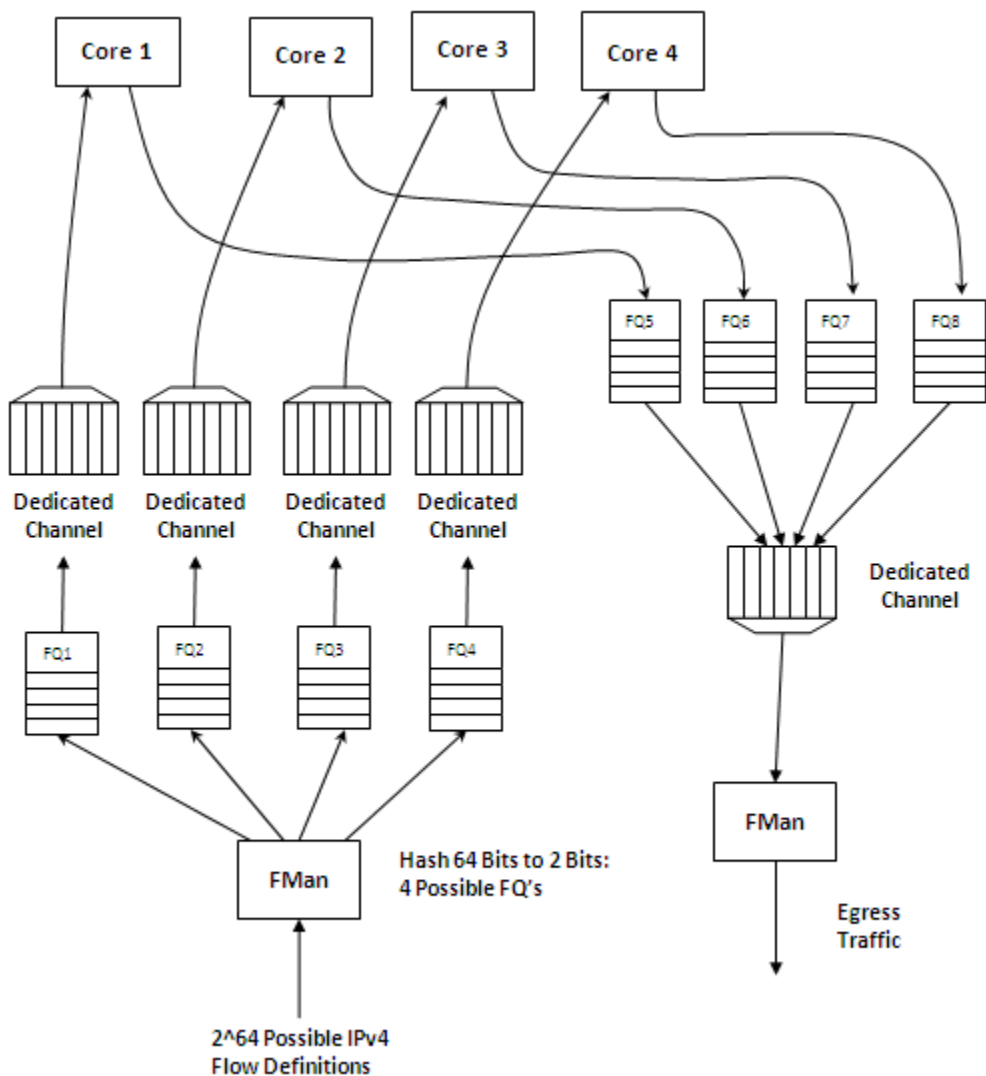 Core 1
Core 2
Core 3
Core 4
FQ5
FQ6
FQ7
FQ8
Dedicated
Channel
Dedicated
Channel
Dedicated
Channel
Dedicated
Channel
Dedicated
Channel
FQ1
FQ2
FQ3
FQ4
FMan
Hash 64 Bits to 2 Bits:
4 Possible FQ's
FMan
Egress
Traffic
2^64 Possible IPv4
Flow Definitions